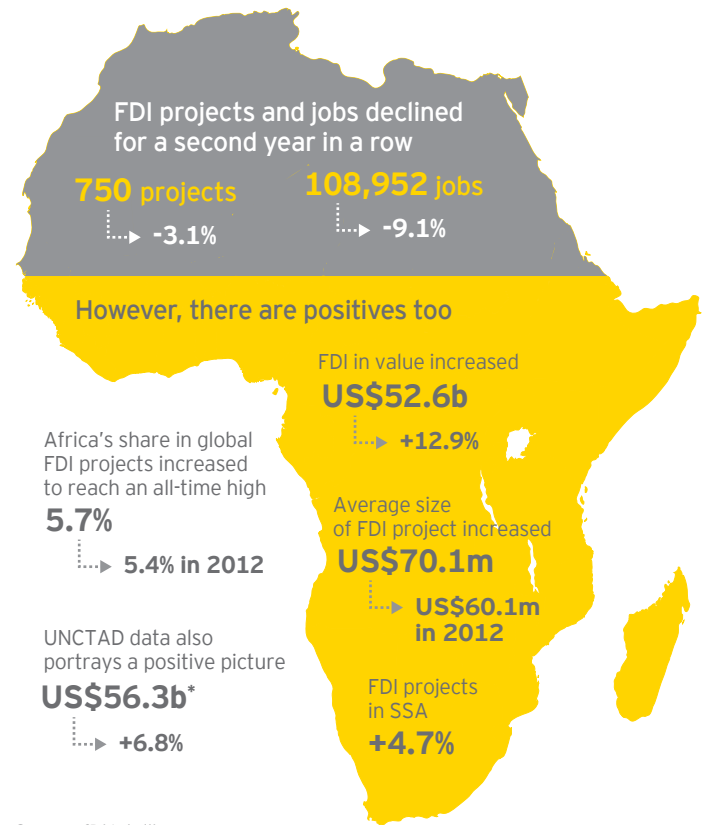 FDI projects and jobs declined
for a second year in a row
750 projects
-3.1%
108,952 jobs
-9.1%
However, there are positives too
FDI in value increased
US$52.6b
+12.9%
Africa’s share in global
FDI projects increased
to reach an all-time high
5.7%
5.4% in 2012
Average size
of FDI project increased
US$70.1m
US$60.1m
in 2012
UNCTAD data also
portrays a positive picture
US$56.3b*
+6.8%
FDI projects
in SSA
+4.7%